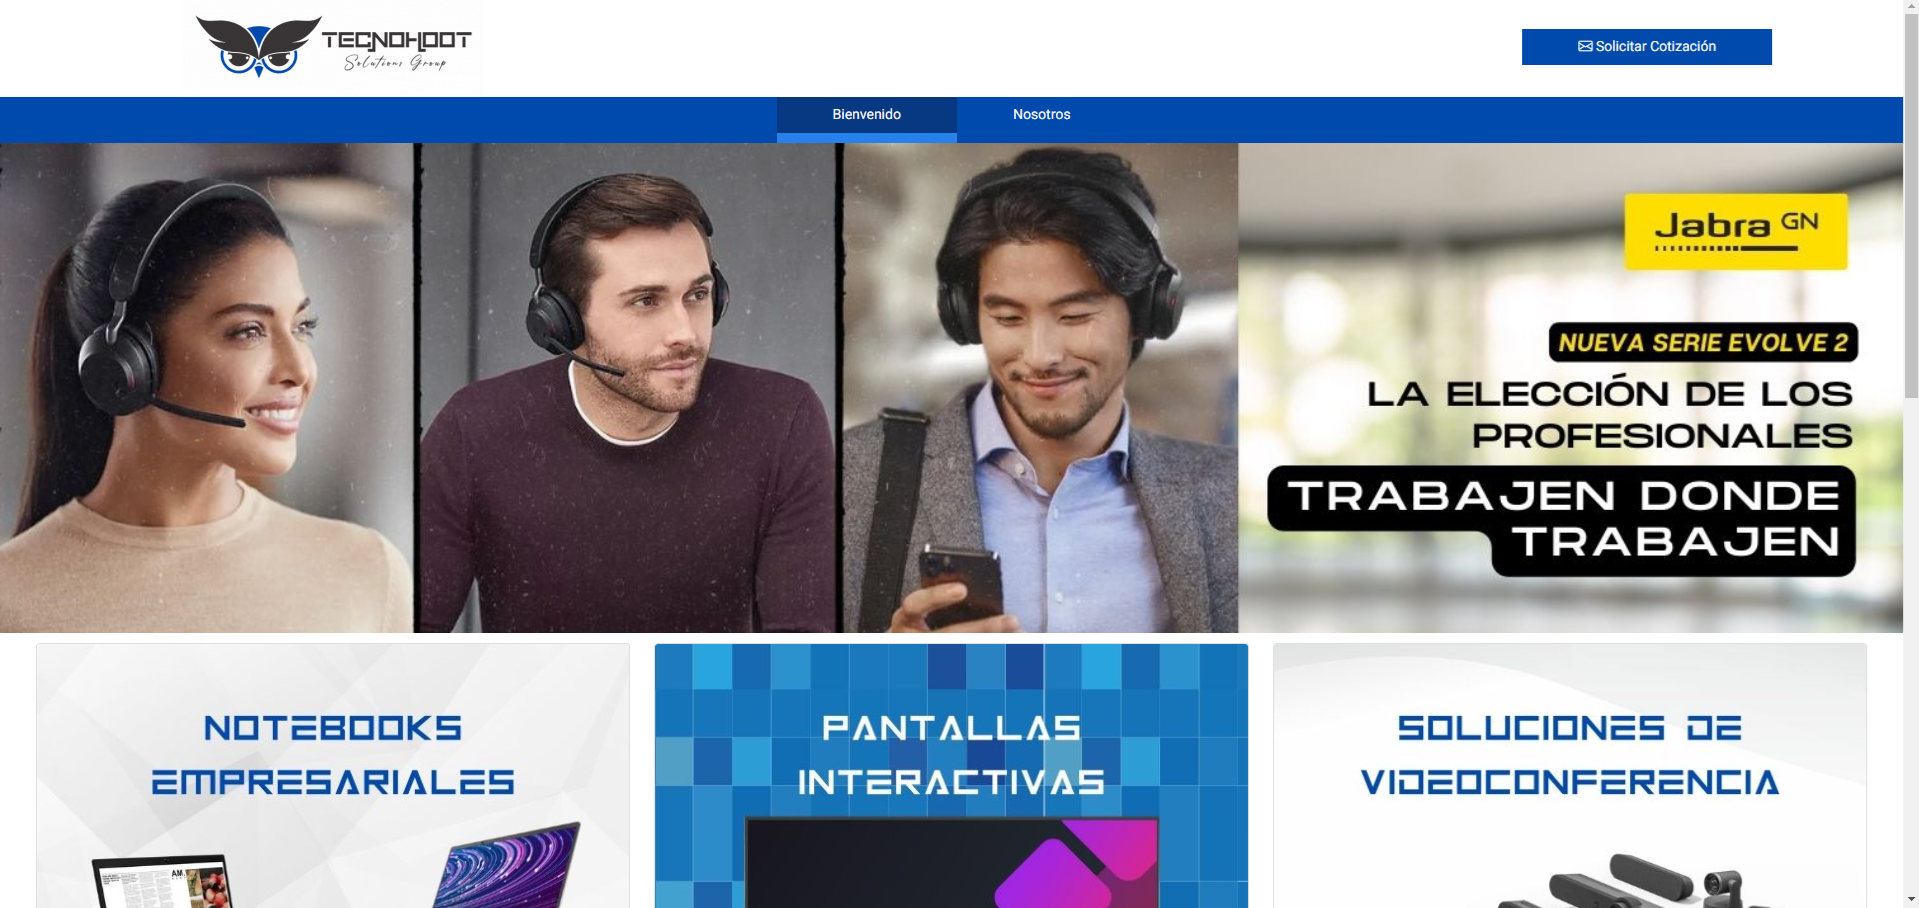 TECNOHOOT
Solutions Group
Solicitar Cotización
Bienvenido
Nosotros
Jabra GN
NUEVA SERIE EVOLVE 2
LA ELECCIÓN DE LOS
PROFESIONALES
TRABAJEN DONDE
TRABAJEN
NOTEBOOKS
EMPRESARIALES
PANTALLAS
INTERACTIVAS
SOLUCIONES DE
VIDEOCONFERENCIA